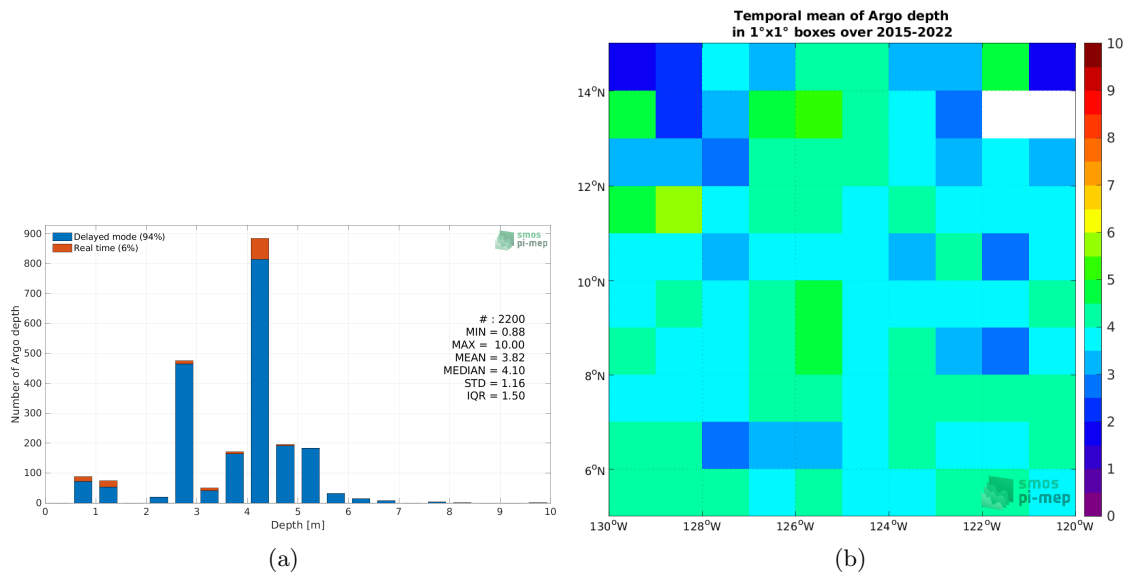 Temporal mean of Argo depth
in 1°x1° boxes over 2015-2022
Delayed mode (94%)
Real time (6%)
smos
pi-mep
# : 2200
MIN = 0.88
MAX = 10.00
MEAN = 3.82
MEDIAN = 4.10
STD = 1.16
IQR = 1.50
Number of Argo depth
900
800
700
600
500
400
300
200
100
0
0 1 2 3 4 5 6 7 8 9 10
Depth [m]
(a)
14°N
12°N
10°N
8°N
6°N
130°W 128°W 126°W 124°W 122°W 120°W
smos
pi-mep
10
9
8
7
6
5
4
3
2
1
0
(b)